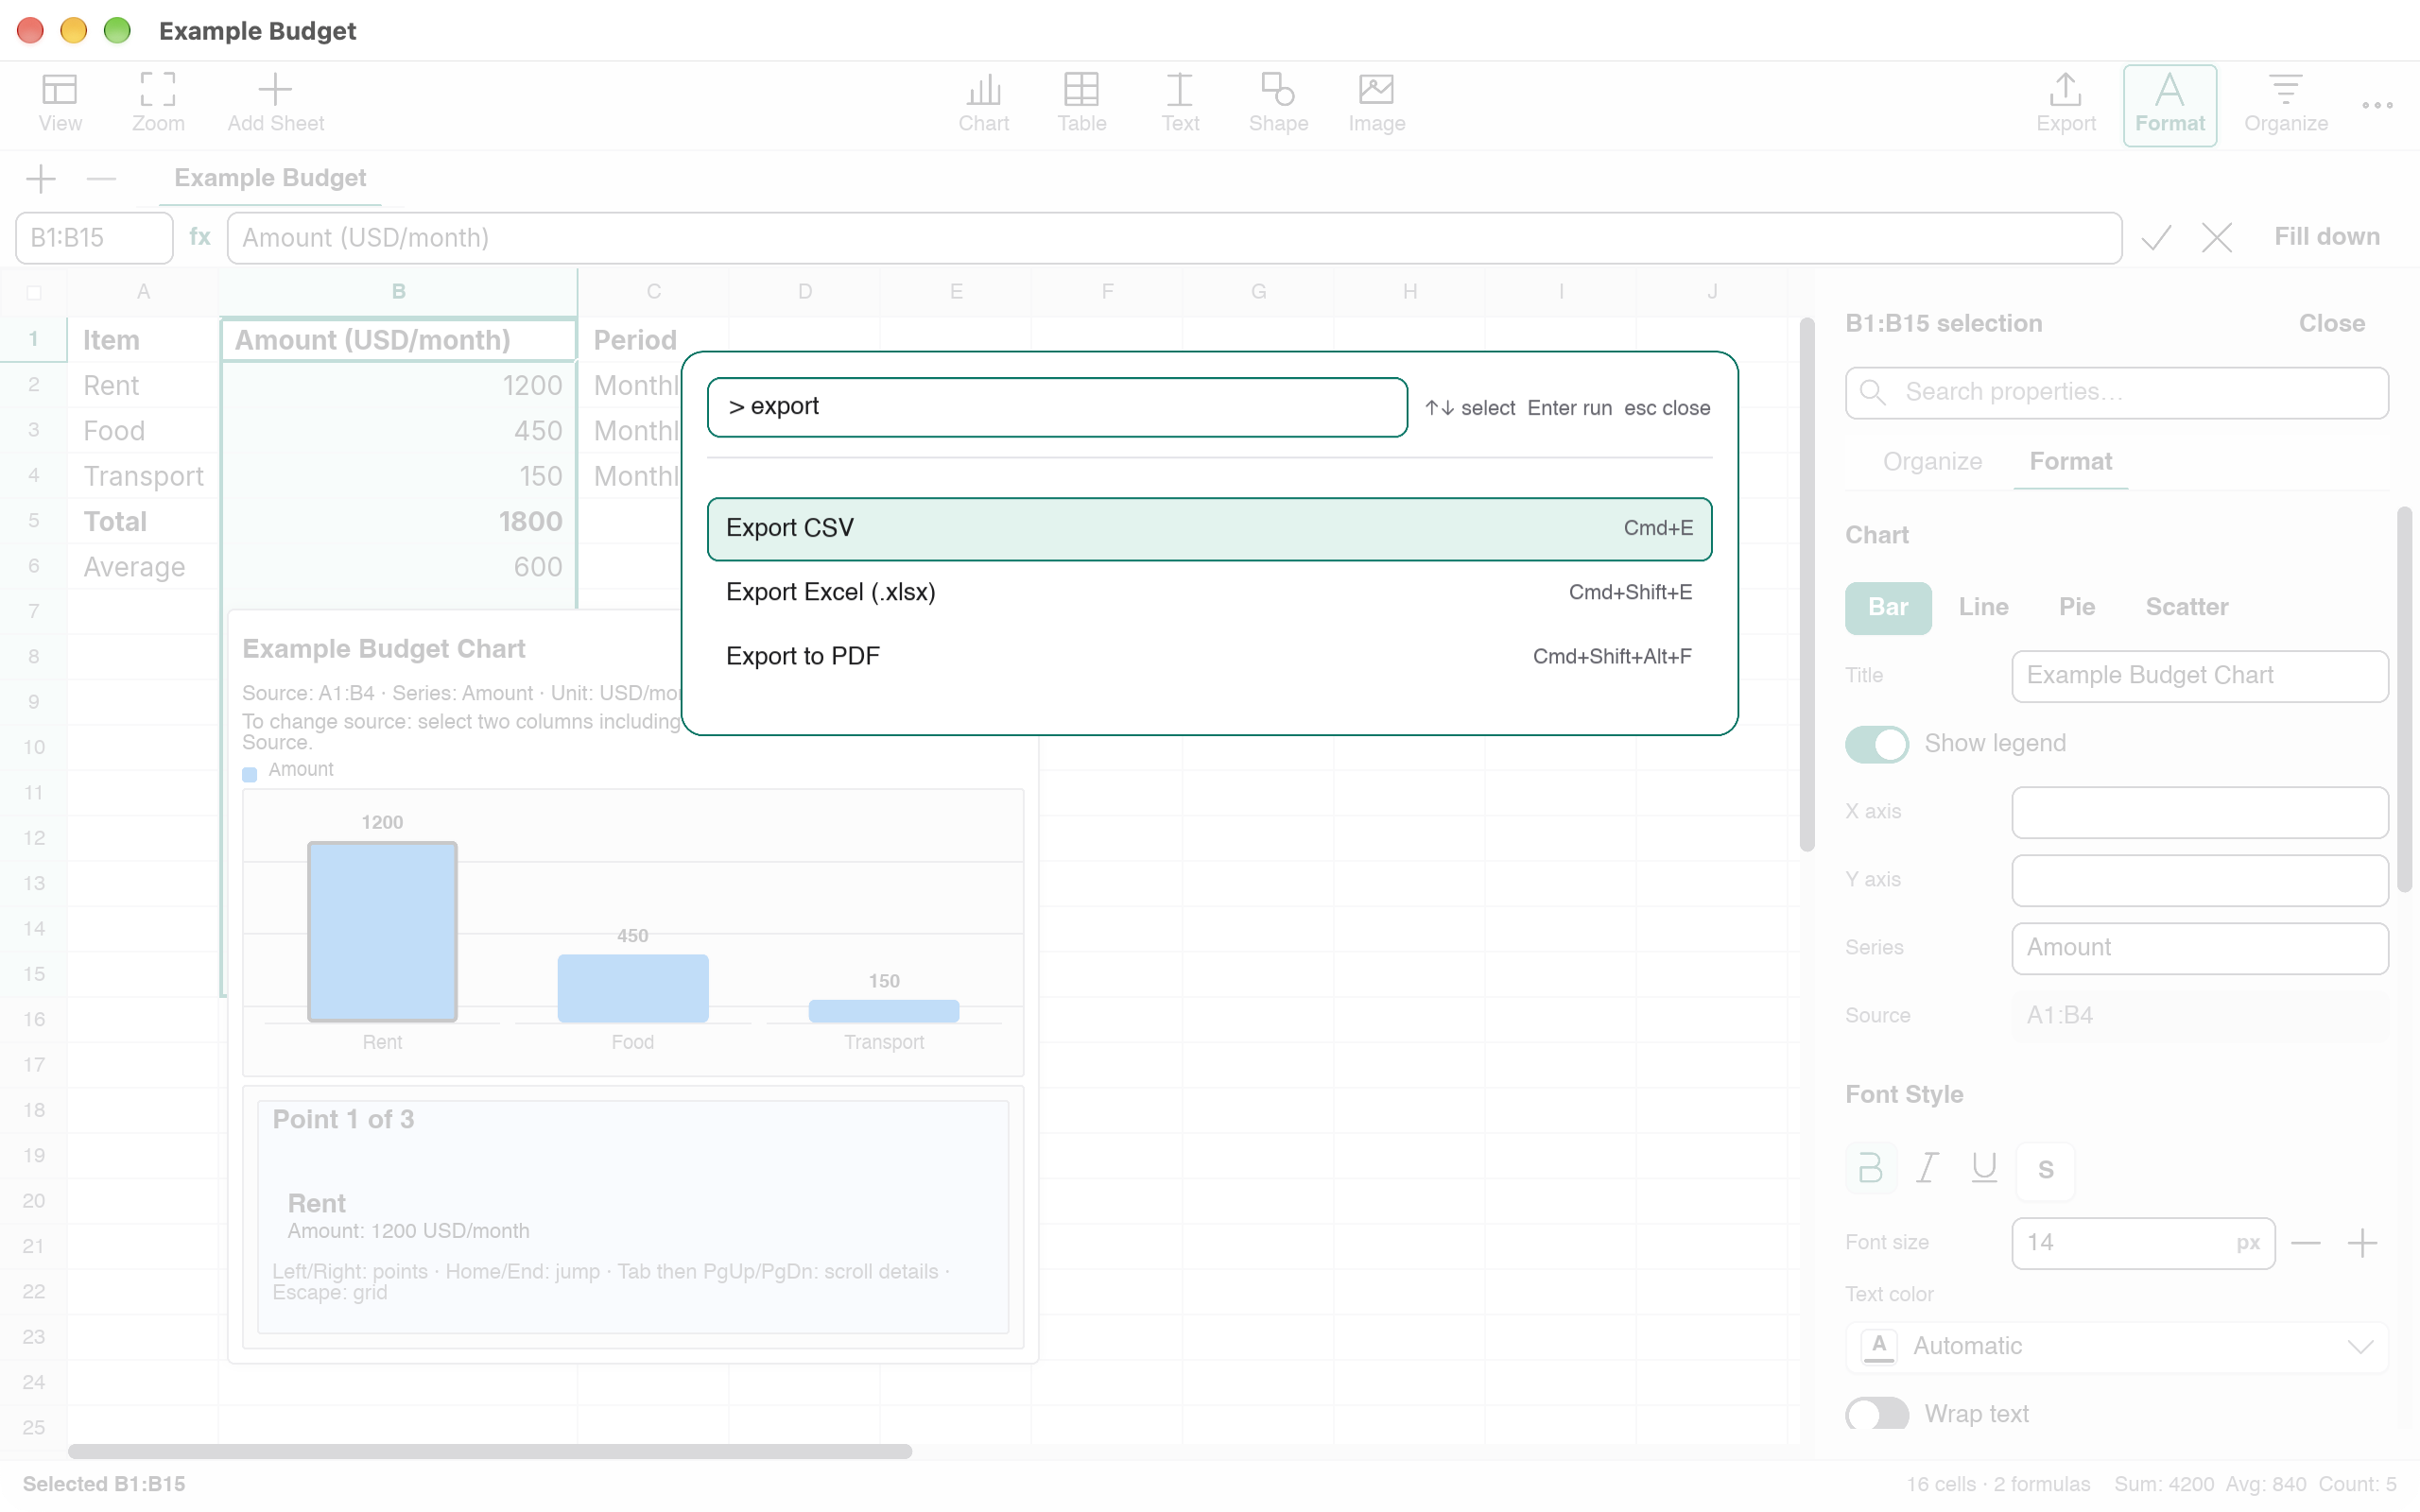 Example Budget
View
Zoom
Add Sheet
Chart
Table
Text
Shape
Image
Export
Format
Organize
Example Budget
B1:B15
fx
Amount (USD/month)
Fill down
A B C D E F G H I J
1 Item Amount (USD/month) Period
2 Rent 1200
3 Food 450
4 Transport 150
5 Total 1800
6 Average 600
7
8
9
10
11
12
13
14
15
16
17
18
19
20
21
22
23
24
25
> export
↑↓ select Enter run esc close
Export CSV Cmd+E
Export Excel (.xlsx) Cmd+Shift+E
Export to PDF Cmd+Shift+Alt+F
Example Budget Chart
Source: A1:B4 · Series: Amount · Unit:
To change source: select two columns including
Source.
Amount
1200
450
150
Rent
Food
Transport
Point 1 of 3
Rent
Amount: 1200 USD/month
Left/Right: points · Home/End: jump · Tab then PgUp/PgDn: scroll details ·
Escape: grid
B1:B15 selection
Close
Search properties…
Organize
Format
Chart
Bar
Line
Pie
Scatter
Title Example Budget Chart
Show legend
X axis
Y axis
Series Amount
Source A1:B4
Font Style
B I U S
Font size 14 px
Text color
A Automatic
Wrap text
Selected B1:B15
16 cells · 2 formulas Sum: 4200 Avg: 840 Count: 5